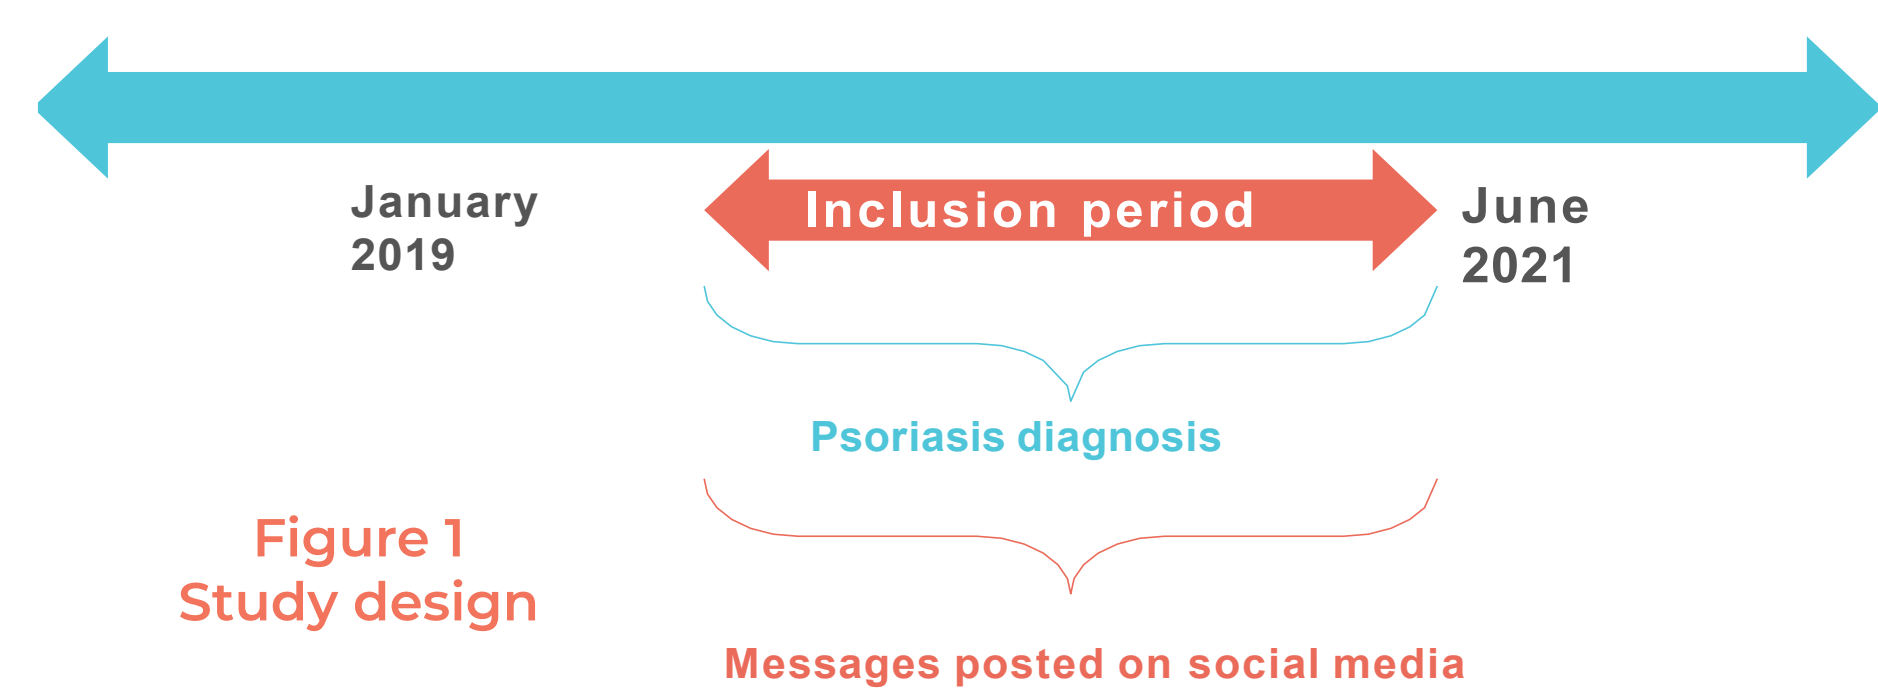 January
2019
Inclusion period
June
2021
Psoriasis diagnosis
Figure 1
Study design
Messages posted on social media